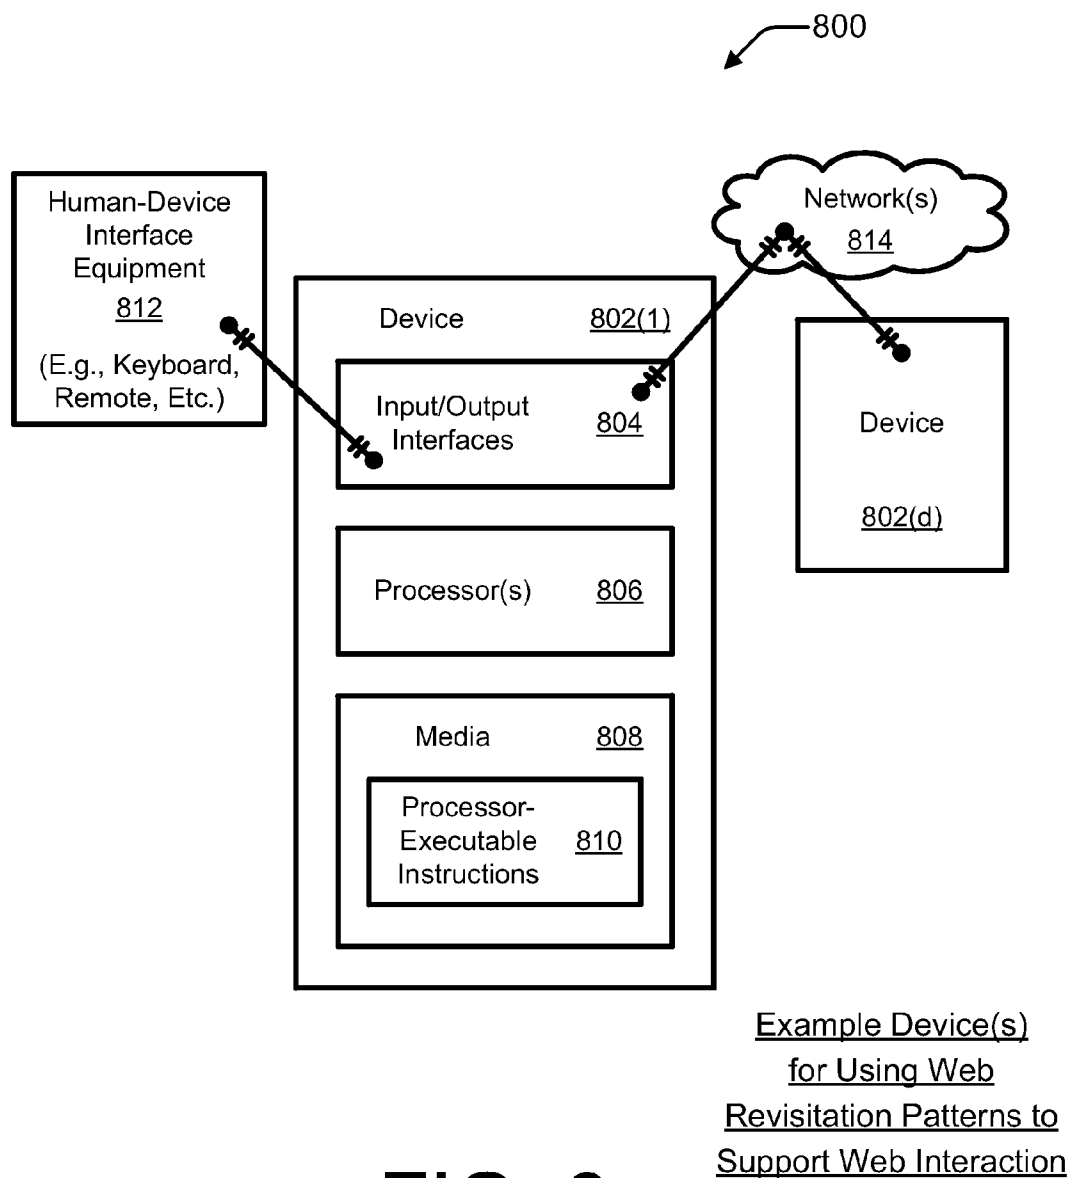 800
Human-Device
Interface
Equipment
812
(E.g., Keyboard,
Remote, Etc.)
Network(s)
814
Device 802(1)
Input/Output
Interfaces
804
Device
802(d)
Processor(s) 806
Media 808
Processor-
Executable
Instructions
810
Example Device(s)
for Using Web
Revisitation Patterns to
Support Web Interaction